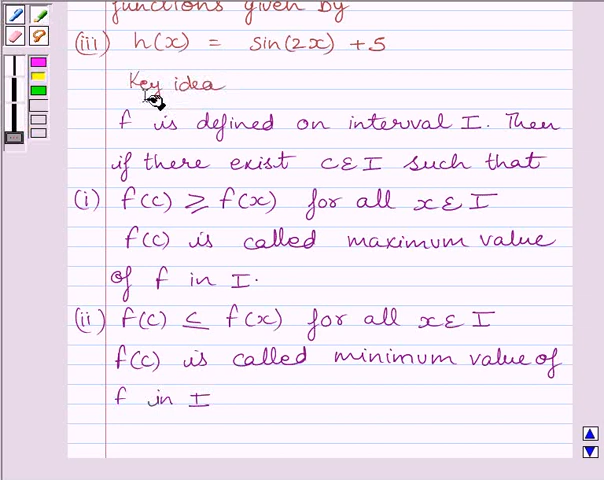 functions given by
(iii) h(x) = sin(2x) + 5
Key idea
f is defined on interval I. Then
if there exist c ε I such that
(i) f(c) ≥ f(x) for all x ε I
f(c) is called maximum value
of f in I.
(ii) f(c) ≤ f(x) for all x ε I
f(c) is called minimum value of
f in I